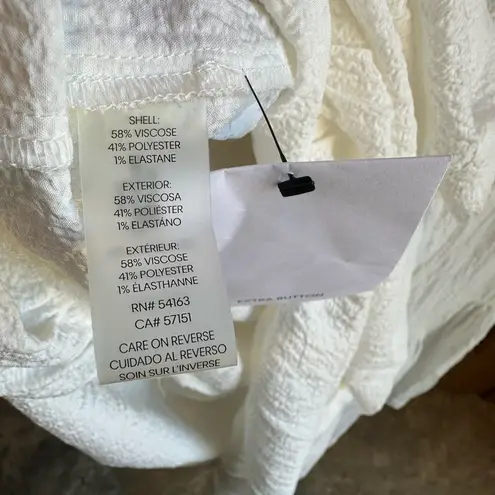 SHELL:
58% VISCOSE
41% POLYESTER
1% ELASTANE
EXTERIOR:
58% VISCOSA
41% POLIÉSTER
1% ELASTÁNO
EXTÉRIEUR:
58% VISCOSE
41% POLYESTER
1% ÉLASTHANNE
RN# 54163
CA# 57151
CARE ON REVERSE
CUIDADO AL REVERSO
SOIN SUR L'INVERSE
EXTRA BUTTON